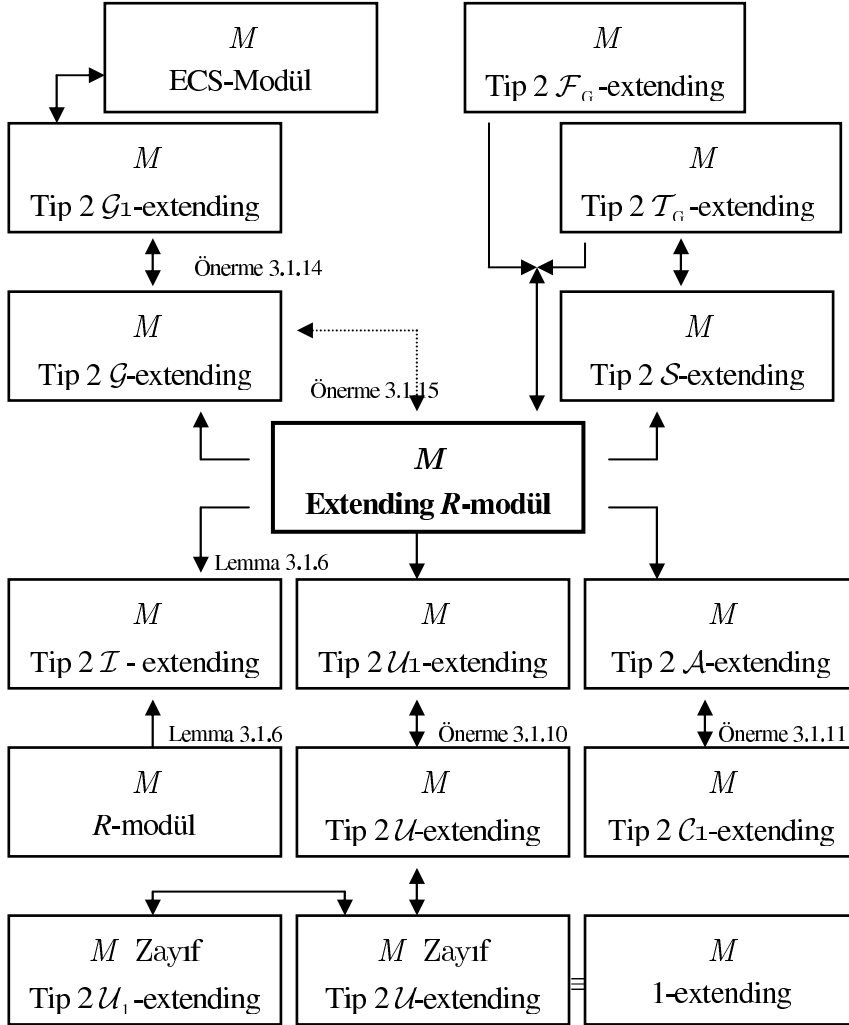 M
ECS-Modül
M
Tip 2 ℱ_G-extending
M
Tip 2 𝒢1-extending
M
Tip 2 𝒯_G-extending
Önerme 3.1.14
M
Tip 2 𝒢-extending
M
Tip 2 𝒮-extending
Önerme 3.1.15
M
Extending R-modül
Lemma 3.1.6
M
Tip 2 ℐ - extending
M
Tip 2 𝒰1-extending
M
Tip 2 𝒜-extending
Lemma 3.1.6
Önerme 3.1.10
Önerme 3.1.11
M
R-modül
M
Tip 2 𝒰-extending
M
Tip 2 𝒞1-extending
M Zayıf
Tip 2 𝒰₁-extending
M Zayıf
Tip 2 𝒰-extending
≡
M
1-extending